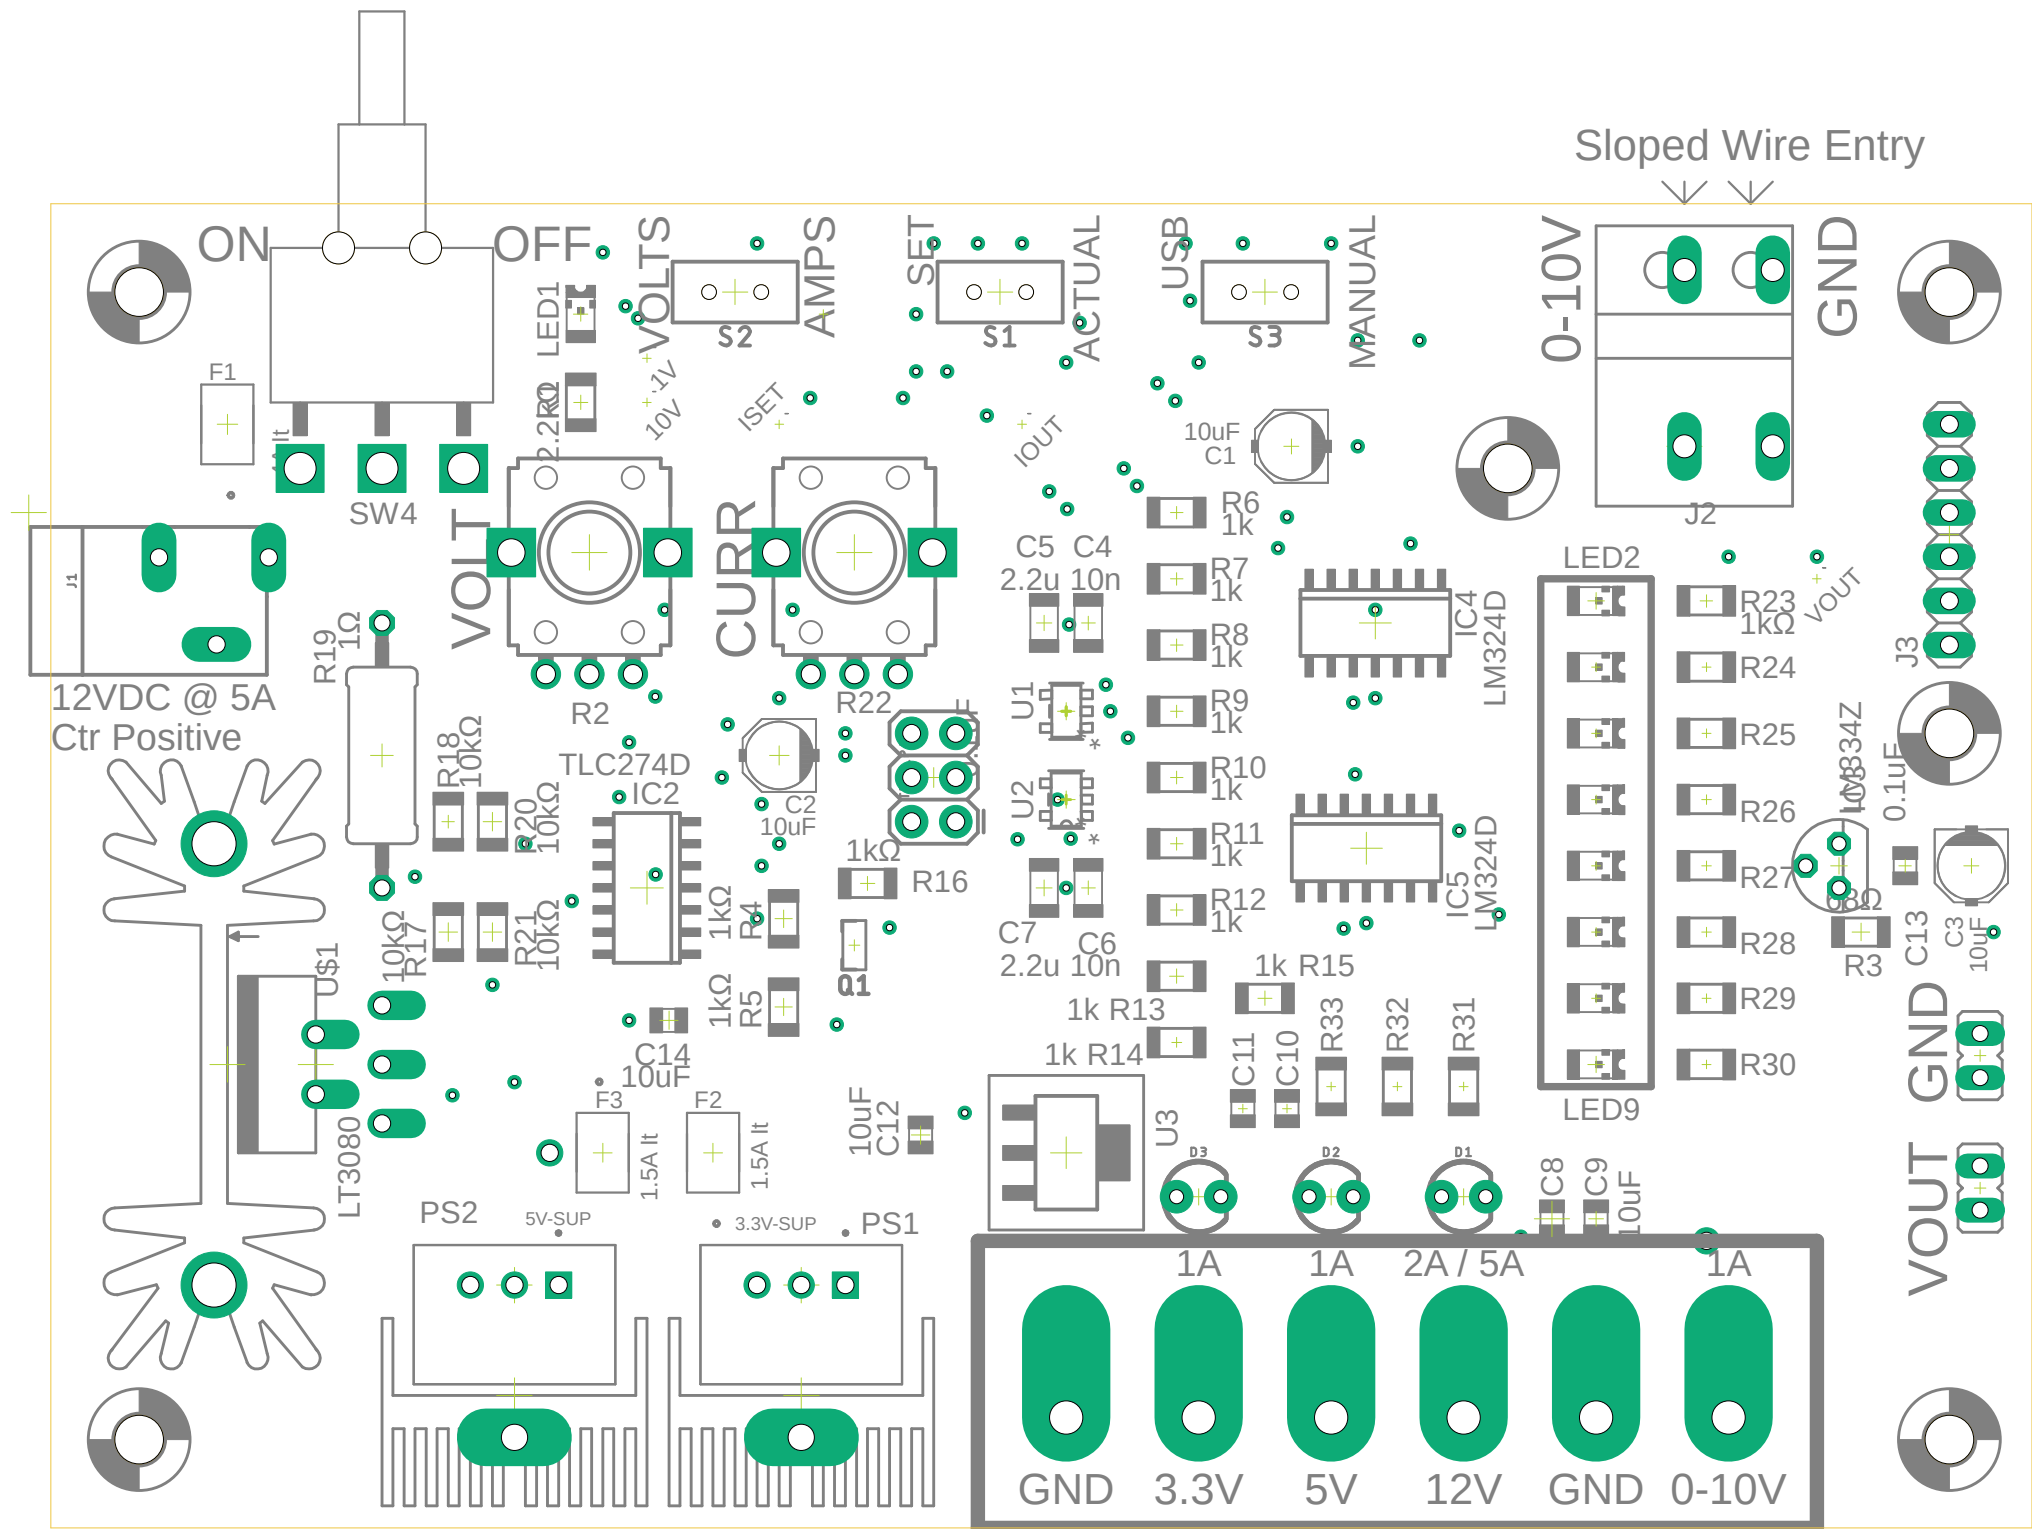 Sloped Wire Entry
ON
OFF
VOLTS
AMPS
SET
ACTUAL
USB
MANUAL
0-10V
GND
LED1
S2
S1
S3
F1
.1V
10V
ISET
IOUT
2.2kΩ
10uF
C1
SW4
J2
J1
VOLT
CURR
R6
1k
C5
C4
2.2u
10n
R7
1k
LED2
IC4
LM324D
R23
1kΩ
VOUT
R19
1Ω
R8
1k
R24
J3
12VDC @ 5A
Ctr Positive
R2
R22
U1
*
R9
1k
R25
R18
10kΩ
TLC274D
IC2
C2
10uF
U2
*
R10
1k
R26
LM334Z
IC3
0.1uF
R20
10kΩ
R11
1k
1kΩ
R16
IC5
LM324D
R27
68Ω
R12
1k
R4
1kΩ
R17
10kΩ
R21
10kΩ
C7
2.2u
C6
10n
R28
R3
C13
C3
10uF
U$1
Q1
R5
1kΩ
1k R15
1k R13
R29
C14
10uF
1k R14
R33
R32
R31
C11
C10
R30
GND
F3
F2
1.5A lt
1.5A lt
10uF
C12
U3
LED9
LT3080
D3
D2
D1
C8
C9
10uF
VOUT
PS2
5V-SUP
3.3V-SUP
PS1
1A
1A
2A / 5A
1A
GND
3.3V
5V
12V
GND
0-10V